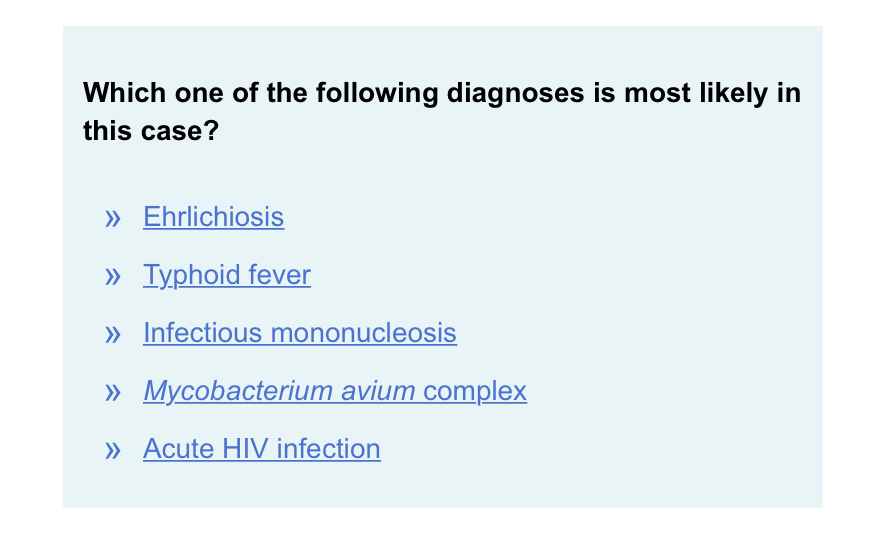 Which one of the following diagnoses is most likely in
this case?
» Ehrlichiosis
» Typhoid fever
» Infectious mononucleosis
» Mycobacterium avium complex
» Acute HIV infection